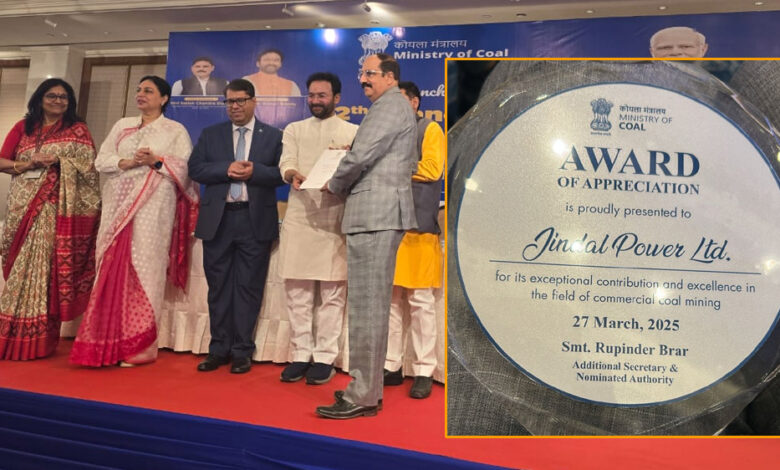 कोयला मंत्रालय
Ministry of Coal
कोयला मंत्रालय
MINISTRY OF
COAL
AWARD
OF APPRECIATION
is proudly presented to
Jindal Power Ltd.
for its exceptional contribution and excellence in
the field of commercial coal mining
27 March, 2025
Smt. Rupinder Brar
Additional Secretary &
Nominated Authority